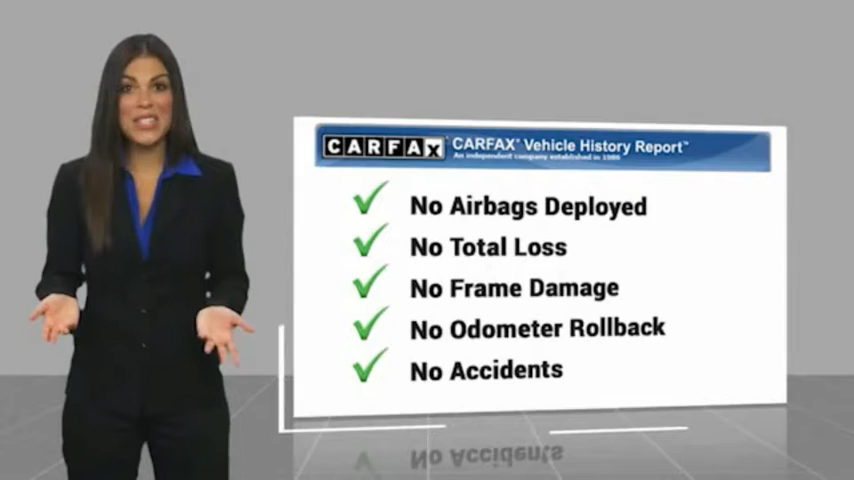 CARFAX CARFAX® Vehicle History Report™
An independent company established in 1986
No Airbags Deployed
No Total Loss
No Frame Damage
No Odometer Rollback
No Accidents
No Accidents